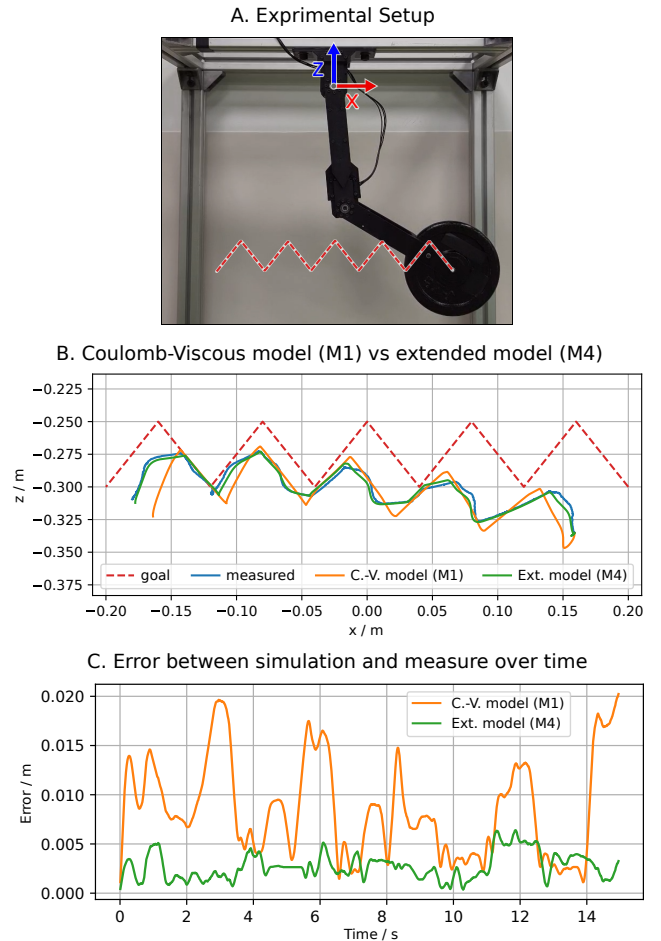 A. Exprimental Setup
Z
X
B. Coulomb-Viscous model (M1) vs extended model (M4)
z / m
−0.225
−0.250
−0.275
−0.300
−0.325
−0.350
−0.375
goal measured C.-V. model (M1) Ext. model (M4)
−0.20 −0.15 −0.10 −0.05 0.00 0.05 0.10 0.15 0.20
x / m
C. Error between simulation and measure over time
Error / m
0.020
0.015
0.010
0.005
0.000
C.-V. model (M1)
Ext. model (M4)
0 2 4 6 8 10 12 14
Time / s